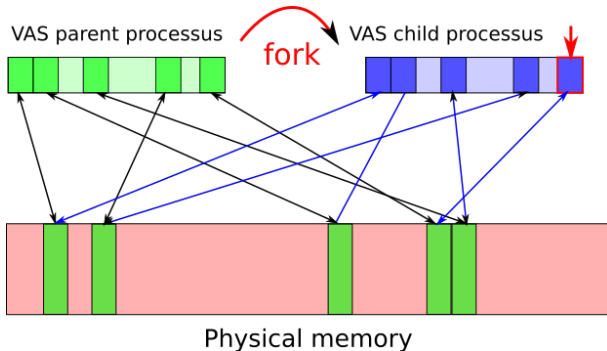 VAS parent processus
VAS child processus
fork
Physical memory